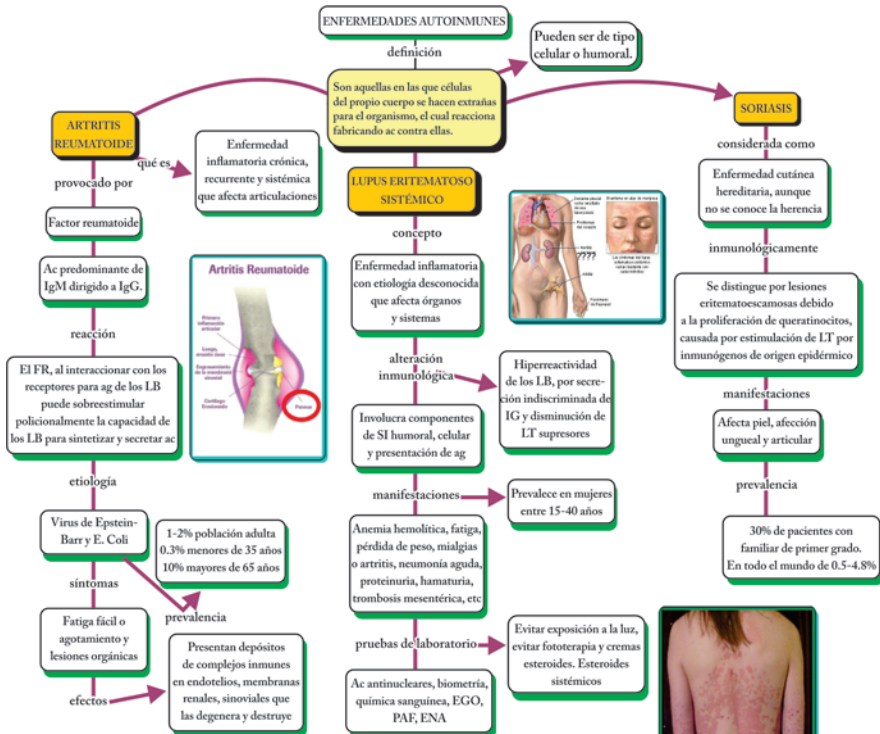 ENFERMEDADES AUTOINMUNES
definición
Pueden ser de tipo
celular o humoral.
Son aquellas en las que células
del propio cuerpo se hacen extrañas
para el organismo, el cual reacciona
fabricando ac contra ellas.
ARTRITIS
REUMATOIDE
qué es
Enfermedad
inflamatoria crónica,
recurrente y sistémica
que afecta articulaciones
provocado por
Factor reumatoide
Ac predominante de
IgM dirigido a IgG.
reacción
El FR, al interaccionar con los
receptores para ag de los LB
puede sobreestimular
policionalmente la capacidad de
los LB para sintetizar y secretar ac
etiología
Virus de Epstein-
Barr y E. Coli
1-2% población adulta
0.3% menores de 35 años
10% mayores de 65 años
prevalencia
síntomas
Fatiga fácil o
agotamiento y
lesiones orgánicas
efectos
Presentan depósitos
de complejos inmunes
en endotelios, membranas
renales, sinoviales que
las degenera y destruye
Artritis Reumatoide
Primero:
inflamación
articular
Engrosamiento
de la membrana
sinovial
Cartílago
Erosionado
Pannus
LUPUS ERITEMATOSO
SISTÉMICO
concepto
Enfermedad inflamatoria
con etiología desconocida
que afecta órganos
y sistemas
alteración
inmunológica
Hiperreactividad
de los LB, por secre-
ción indiscriminada de
IG y disminución de
LT supresores
Involucra componentes
de SI humoral, celular
y presentación de ag
manifestaciones
Prevalece en mujeres
entre 15-40 años
Anemia hemolítica, fatiga,
pérdida de peso, mialgias
o artritis, neumonía aguda,
proteinuria, hamaturia,
trombosis mesentérica, etc
pruebas de laboratorio
Evitar exposición a la luz,
evitar fototerapia y cremas
esteroides. Esteroides
sistémicos
Ac antinucleares, biometría,
química sanguínea, EGO,
PAF, ENA
????
SORIASIS
considerada como
Enfermedad cutánea
hereditaria, aunque
no se conoce la herencia
inmunológicamente
Se distingue por lesiones
eritematoescamosas debido
a la proliferación de queratinocitos,
causada por estimulación de LT por
inmunógenos de origen epidérmico
manifestaciones
Afecta piel, afección
ungueal y articular
prevalencia
30% de pacientes con
familiar de primer grado.
En todo el mundo de 0.5-4.8%